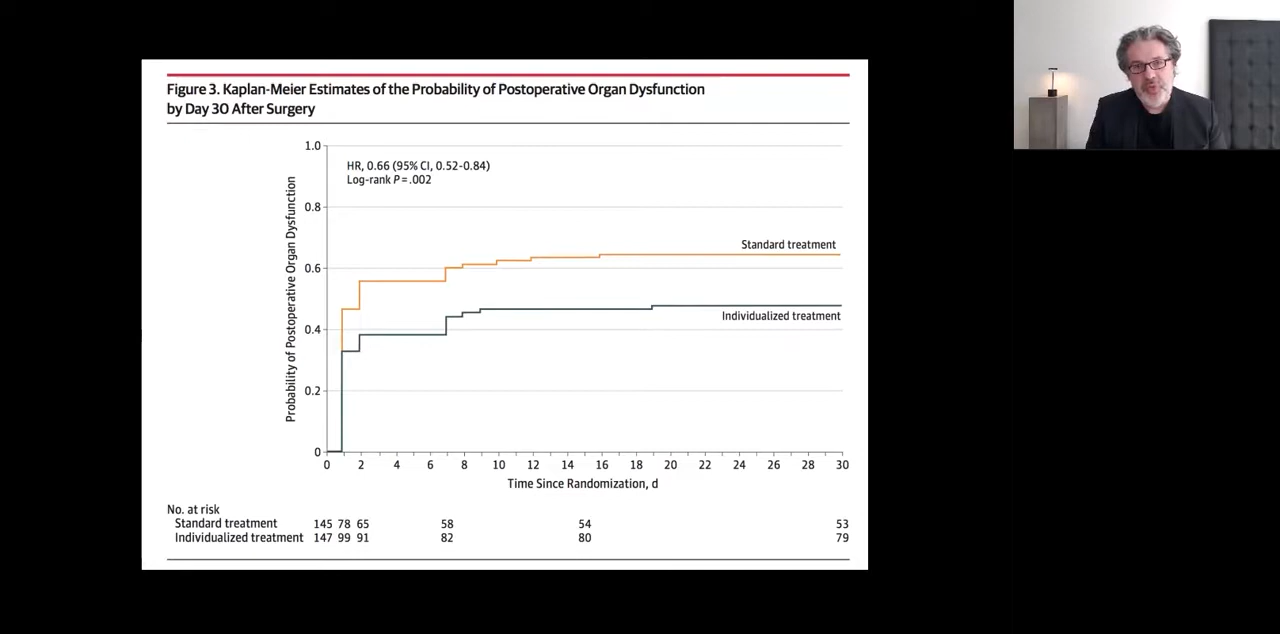 Figure 3. Kaplan-Meier Estimates of the Probability of Postoperative Organ Dysfunction
by Day 30 After Surgery
1.0
HR, 0.66 (95% CI, 0.52-0.84)
Log-rank P = .002
0.8
0.6
0.4
0.2
0
Probability of Postoperative Organ Dysfunction
Standard treatment
Individualized treatment
0 2 4 6 8 10 12 14 16 18 20 22 24 26 28 30
Time Since Randomization, d
No. at risk
Standard treatment 145 78 65 58 54 53
Individualized treatment 147 99 91 82 80 79